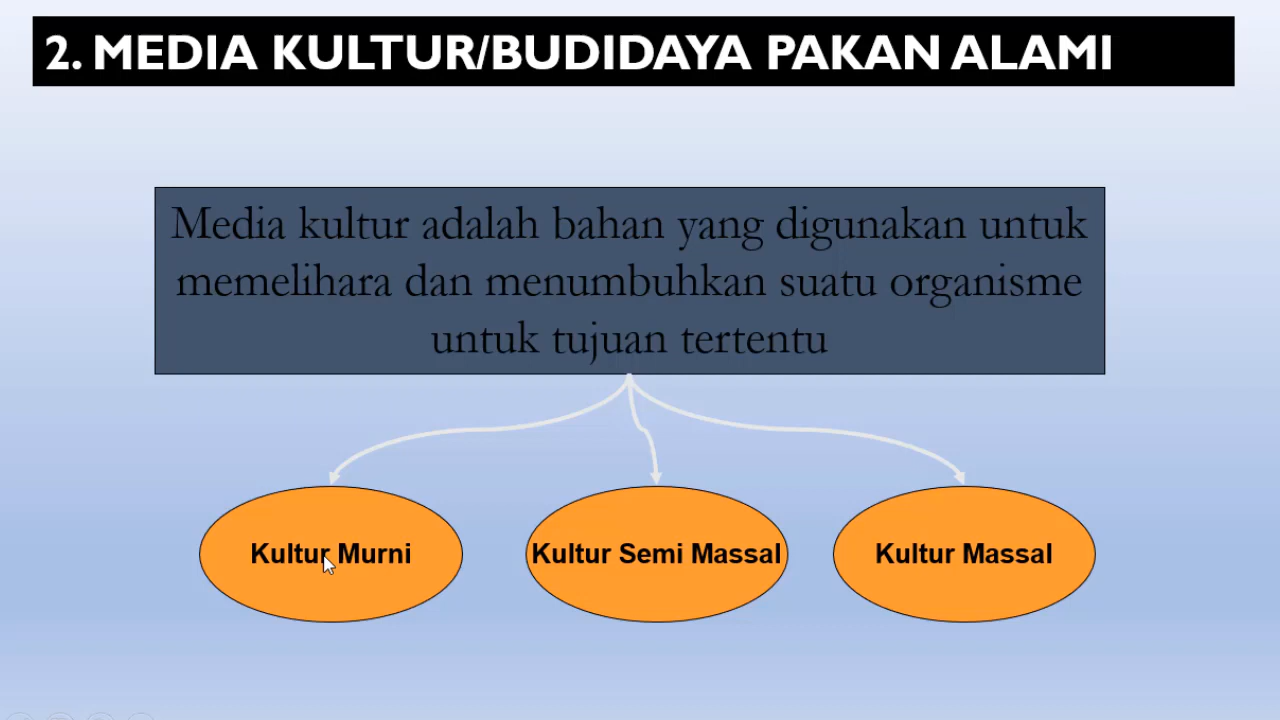 2. MEDIA KULTUR/BUDIDAYA PAKAN ALAMI
Media kultur adalah bahan yang digunakan untuk
memelihara dan menumbuhkan suatu organisme
untuk tujuan tertentu
Kultur Murni
Kultur Semi Massal
Kultur Massal